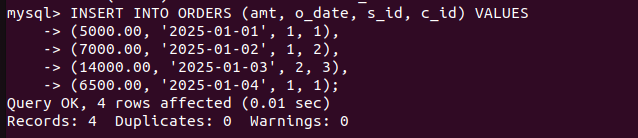 mysql> INSERT INTO ORDERS (amt, o_date, s_id, c_id) VALUES
    -> (5000.00, '2025-01-01', 1, 1),
    -> (7000.00, '2025-01-02', 1, 2),
    -> (14000.00, '2025-01-03', 2, 3),
    -> (6500.00, '2025-01-04', 1, 1);
Query OK, 4 rows affected (0.01 sec)
Records: 4  Duplicates: 0  Warnings: 0